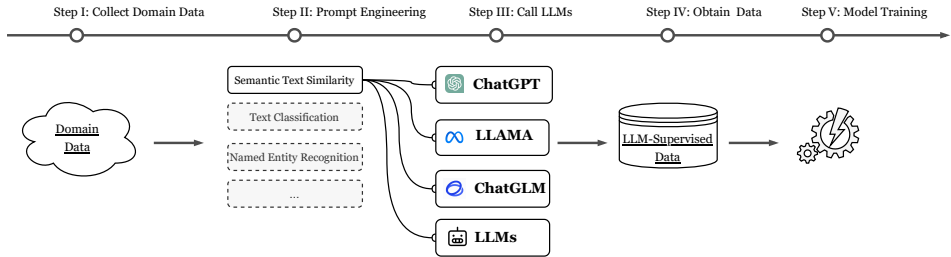 Step I: Collect Domain Data
Step II: Prompt Engineering
Step III: Call LLMs
Step IV: Obtain Data
Step V: Model Training
Domain
Data
Semantic Text Similarity
Text Classification
Named Entity Recognition
...
ChatGPT
LLAMA
ChatGLM
LLMs
LLM-Supervised
Data